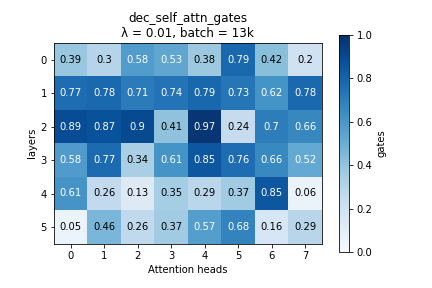 dec_self_attn_gates
λ = 0.01, batch = 13k
1.0
0 0.39 0.3 0.58 0.53 0.38 0.79 0.42 0.2
1 0.77 0.78 0.71 0.74 0.79 0.73 0.62 0.78
0.8
2 0.89 0.87 0.9 0.41 0.97 0.24 0.7 0.66
0.6
layers
gates
3 0.58 0.77 0.34 0.61 0.85 0.76 0.66 0.52
0.4
4 0.61 0.26 0.13 0.35 0.29 0.37 0.85 0.06
0.2
5 0.05 0.46 0.26 0.37 0.57 0.68 0.16 0.29
0.0
0 1 2 3 4 5 6 7
Attention heads